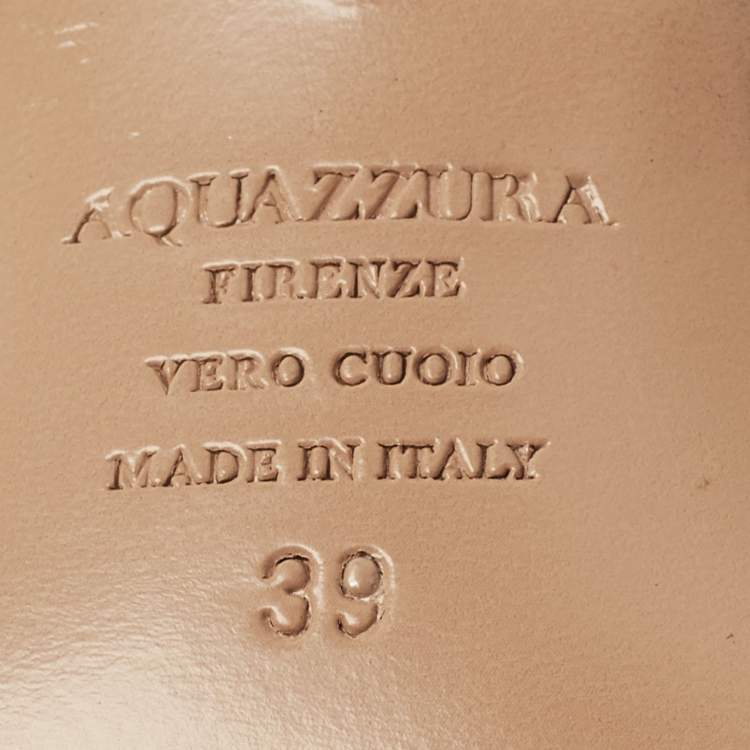 AQUAZZURA
FIRENZE
VERO CUOIO
MADE IN ITALY
39